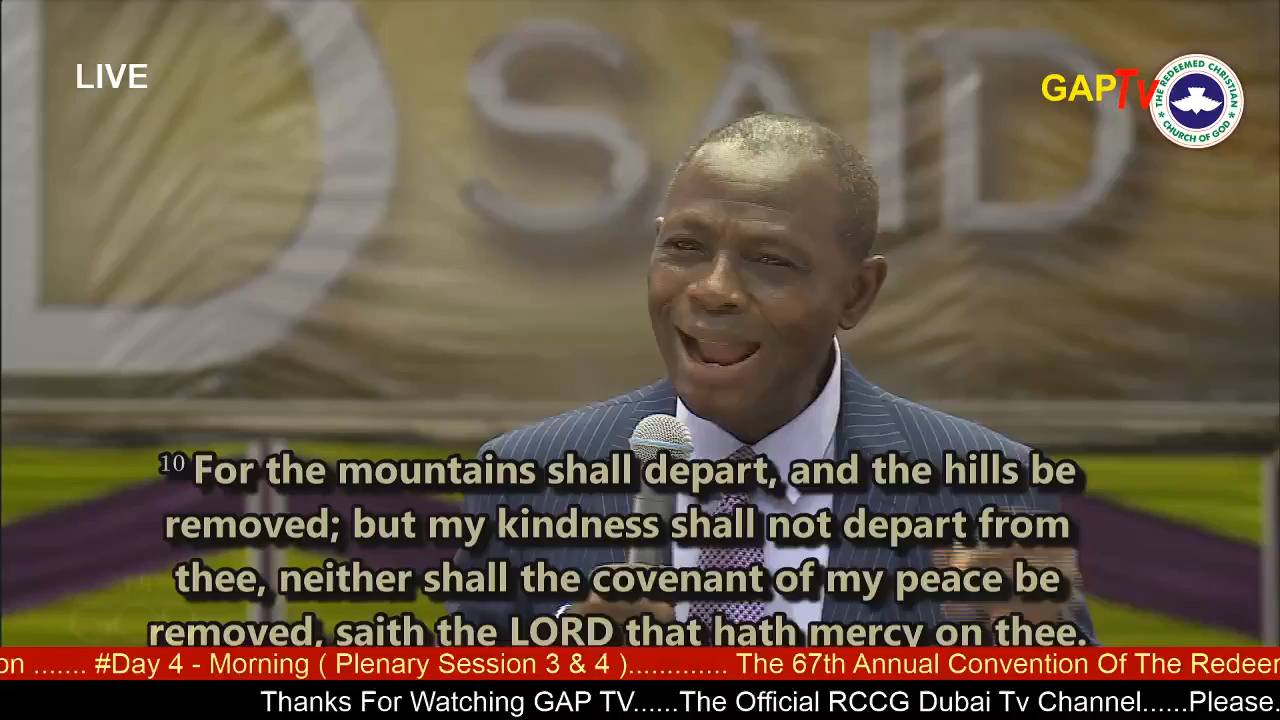 D SAID
LIVE
GAPTv
THE REDEEMED CHRISTIAN
CHURCH OF GOD
10 For the mountains shall depart, and the hills be
removed; but my kindness shall not depart from
thee, neither shall the covenant of my peace be
removed, saith the LORD that hath mercy on thee.
on ....... #Day 4 - Morning ( Plenary Session 3 & 4 )............. The 67th Annual Convention Of The Redeer
Thanks For Watching GAP TV......The Official RCCG Dubai Tv Channel......Please.